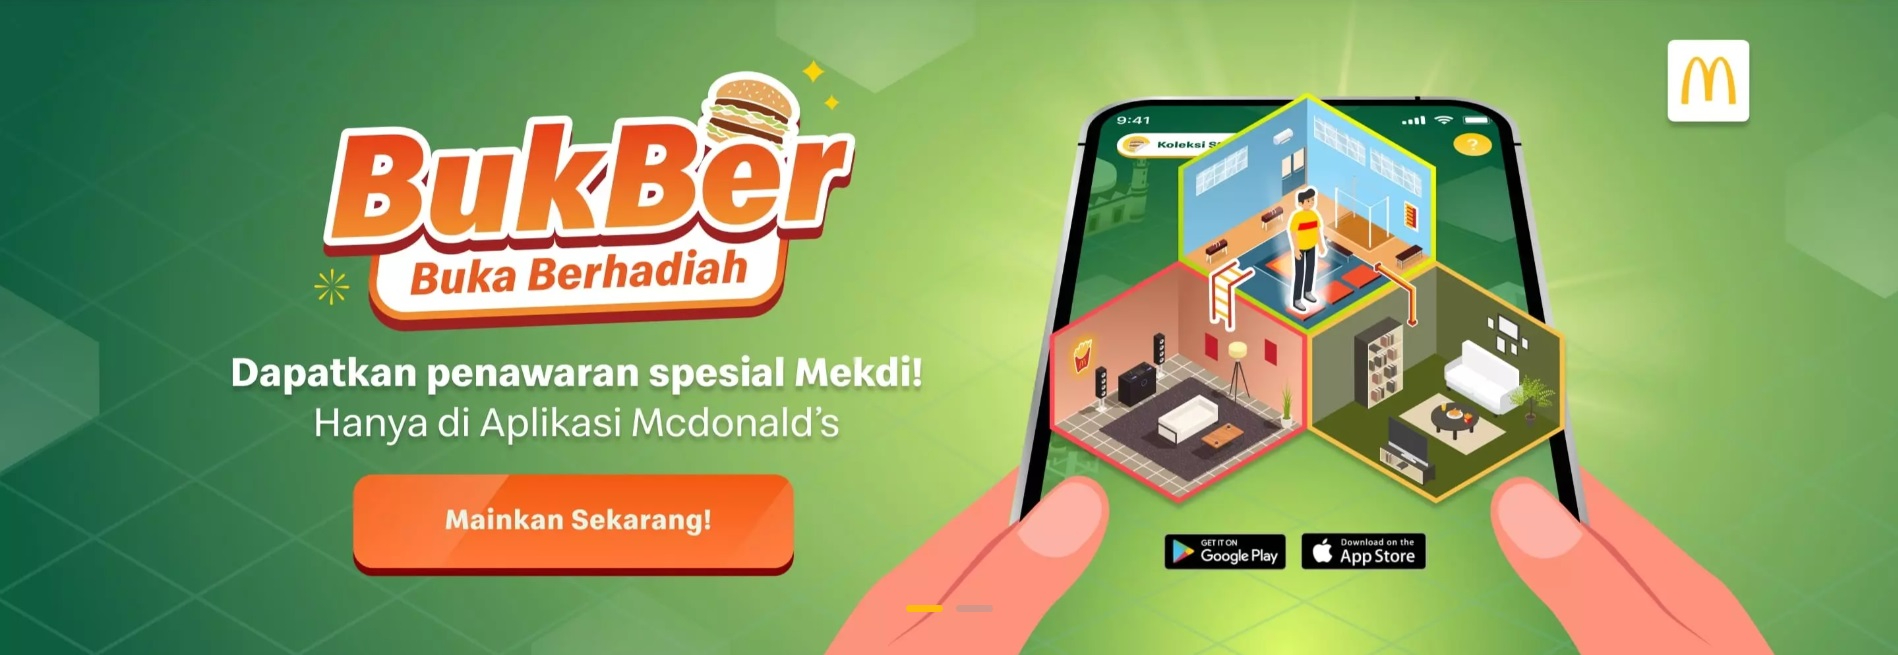 BukBer
Buka Berhadiah
Dapatkan penawaran spesial Mekdi!
Hanya di Aplikasi Mcdonald's
Mainkan Sekarang!
9:41
Koleksi
?
GET IT ON
Google Play
Download on the
App Store